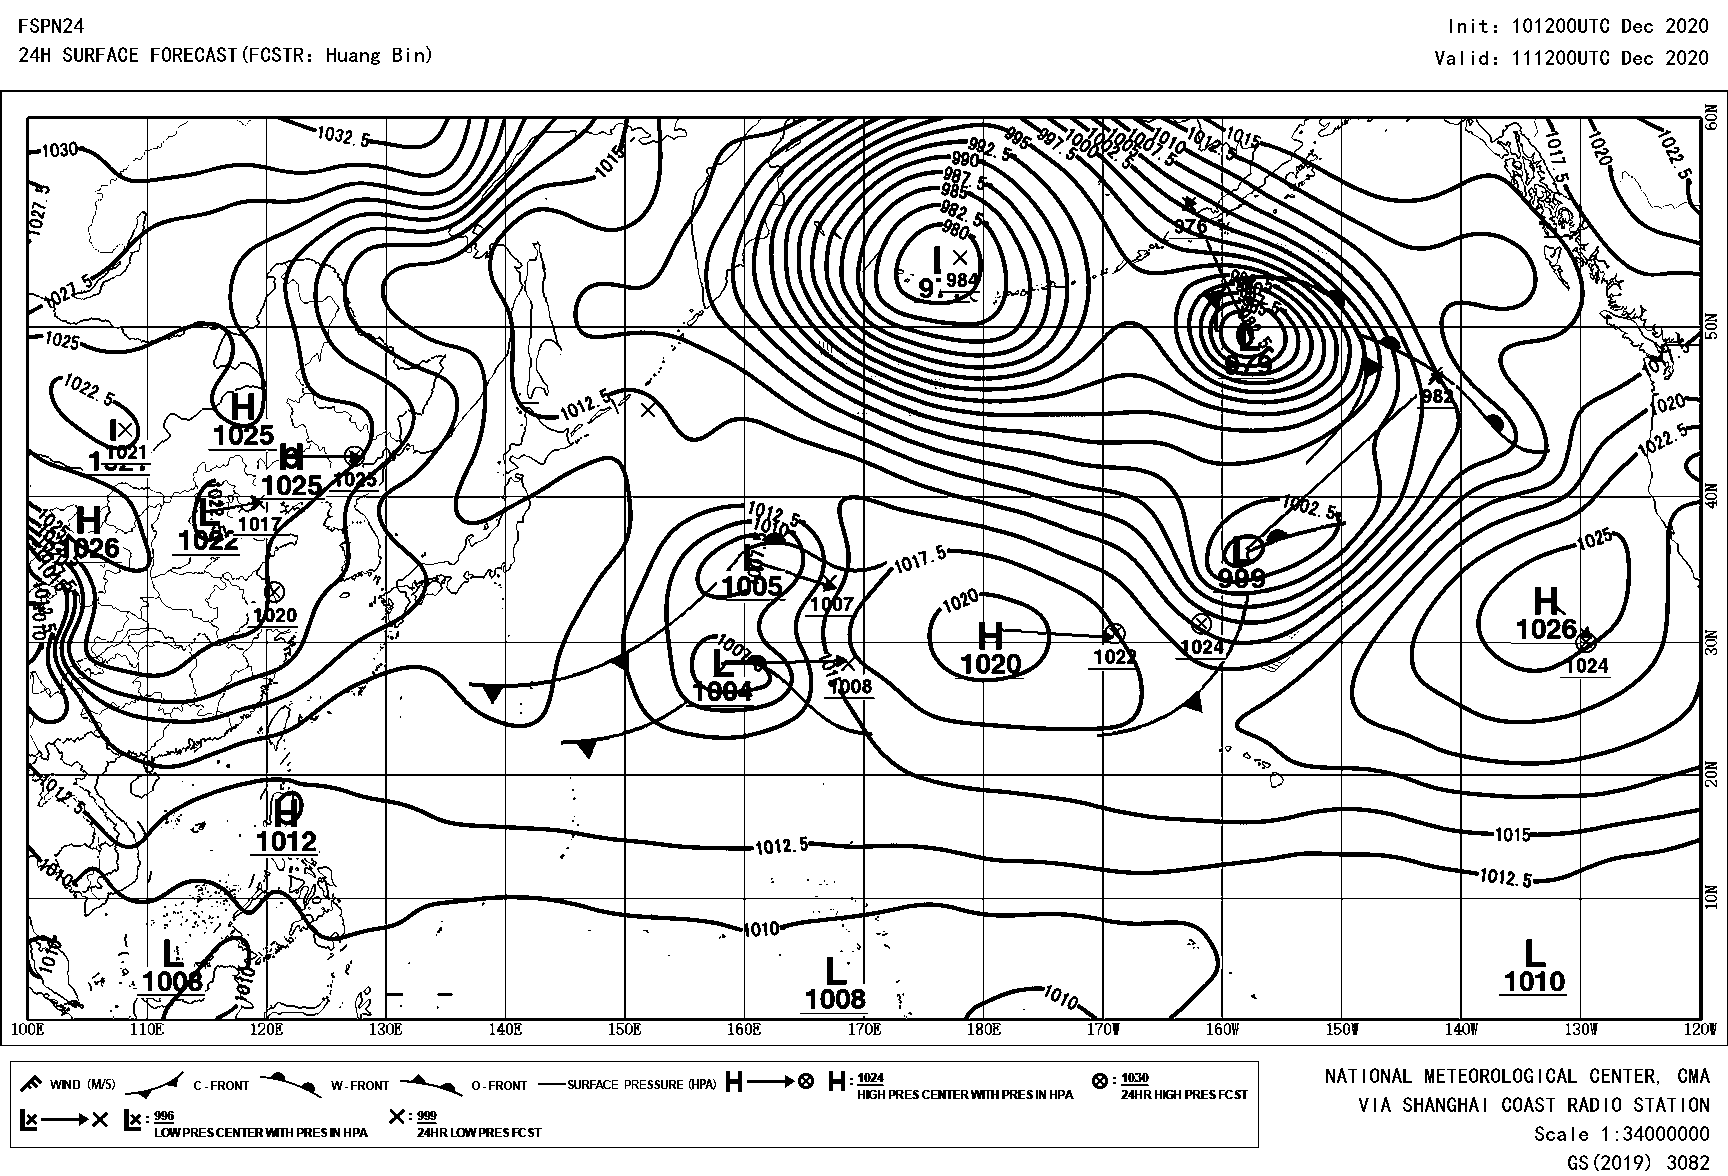 FSPN24
Init: 101200UTC Dec 2020
24H SURFACE FORECAST(FCSTR: Huang Bin)
Valid: 111200UTC Dec 2020
1032.5
1030
1015
992.5
995
997.5
1000
1002.5
1005
1007.5
1010
1012.5
1015
1017.5
1020
1022.5
60N
990
987.5
985
982.5
980
1027.5
976
984
1027.5
1025
50N
L
979
1022.5
1012.5
982
1020
1022.5
H
1025
1021
H
1025
1025
40N
L
1022
1017
H
1026
1025
1012.5
1010
1002.5
L
999
1025
L
1005
1017.5
1007
1020
H
1020
1022
1024
H
1026
1024
30N
1020
L
1004
1008
20N
1012.5
H
1012
1012.5
1015
1012.5
1010
10N
1010
L
1008
1010
1010
L
1008
1010
L
1010
100E 110E 120E 130E 140E 150E 160E 170E 180E 170W 160W 150W 140W 130W 120W
WIND (M/S) C-FRONT W-FRONT O-FRONT SURFACE PRESSURE (HPA) H H: 1024 HIGH PRES CENTER WITH PRES IN HPA : 1030 24HR HIGH PRES FCST
L L: 996 LOW PRES CENTER WITH PRES IN HPA : 999 24HR LOW PRES FCST
NATIONAL METEOROLOGICAL CENTER, CMA
VIA SHANGHAI COAST RADIO STATION
Scale 1:34000000
GS(2019) 3082